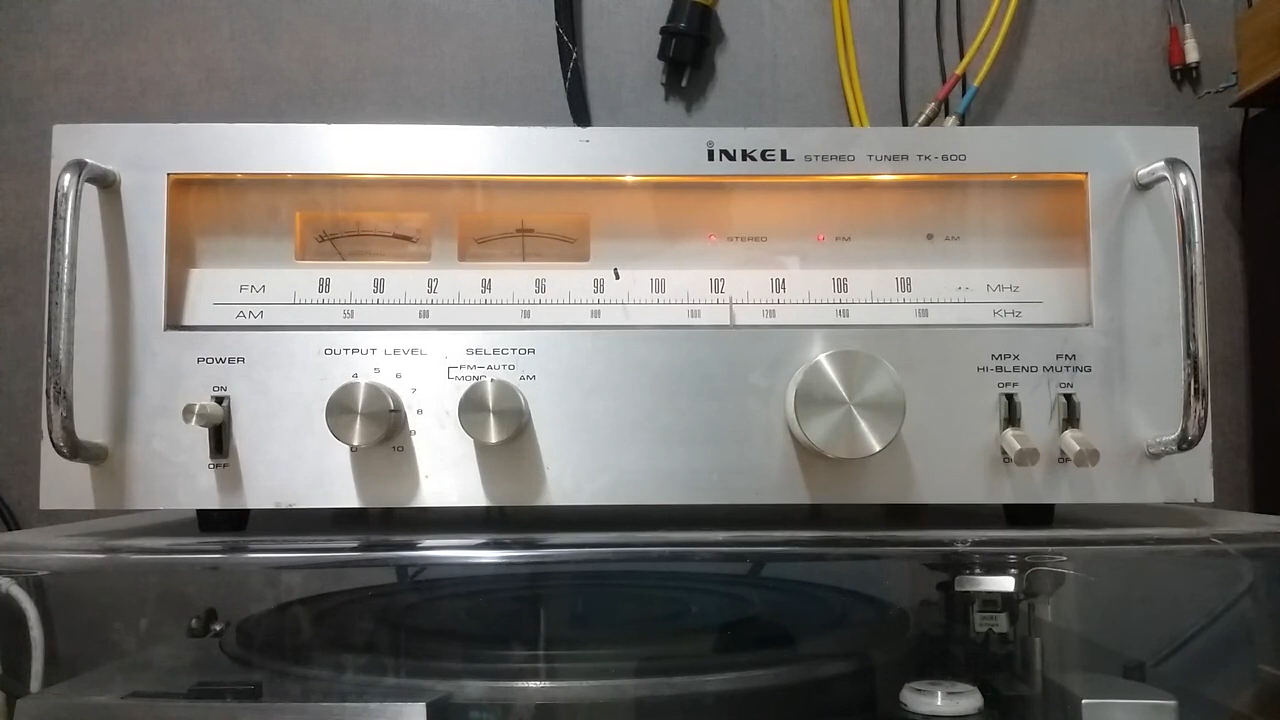 iNKEL STEREO TUNER TK-600
STEREO FM AM
FM 88 90 92 94 96 98 100 102 104 106 108 MHz
AM 550 600 700 800 1000 1200 1400 1600 KHz
POWER
ON
OFF
OUTPUT LEVEL
4 5 6 7 8 9 10
0
SELECTOR
FM-AUTO
MONO AM
MPX
HI-BLEND
OFF
FM
MUTING
ON